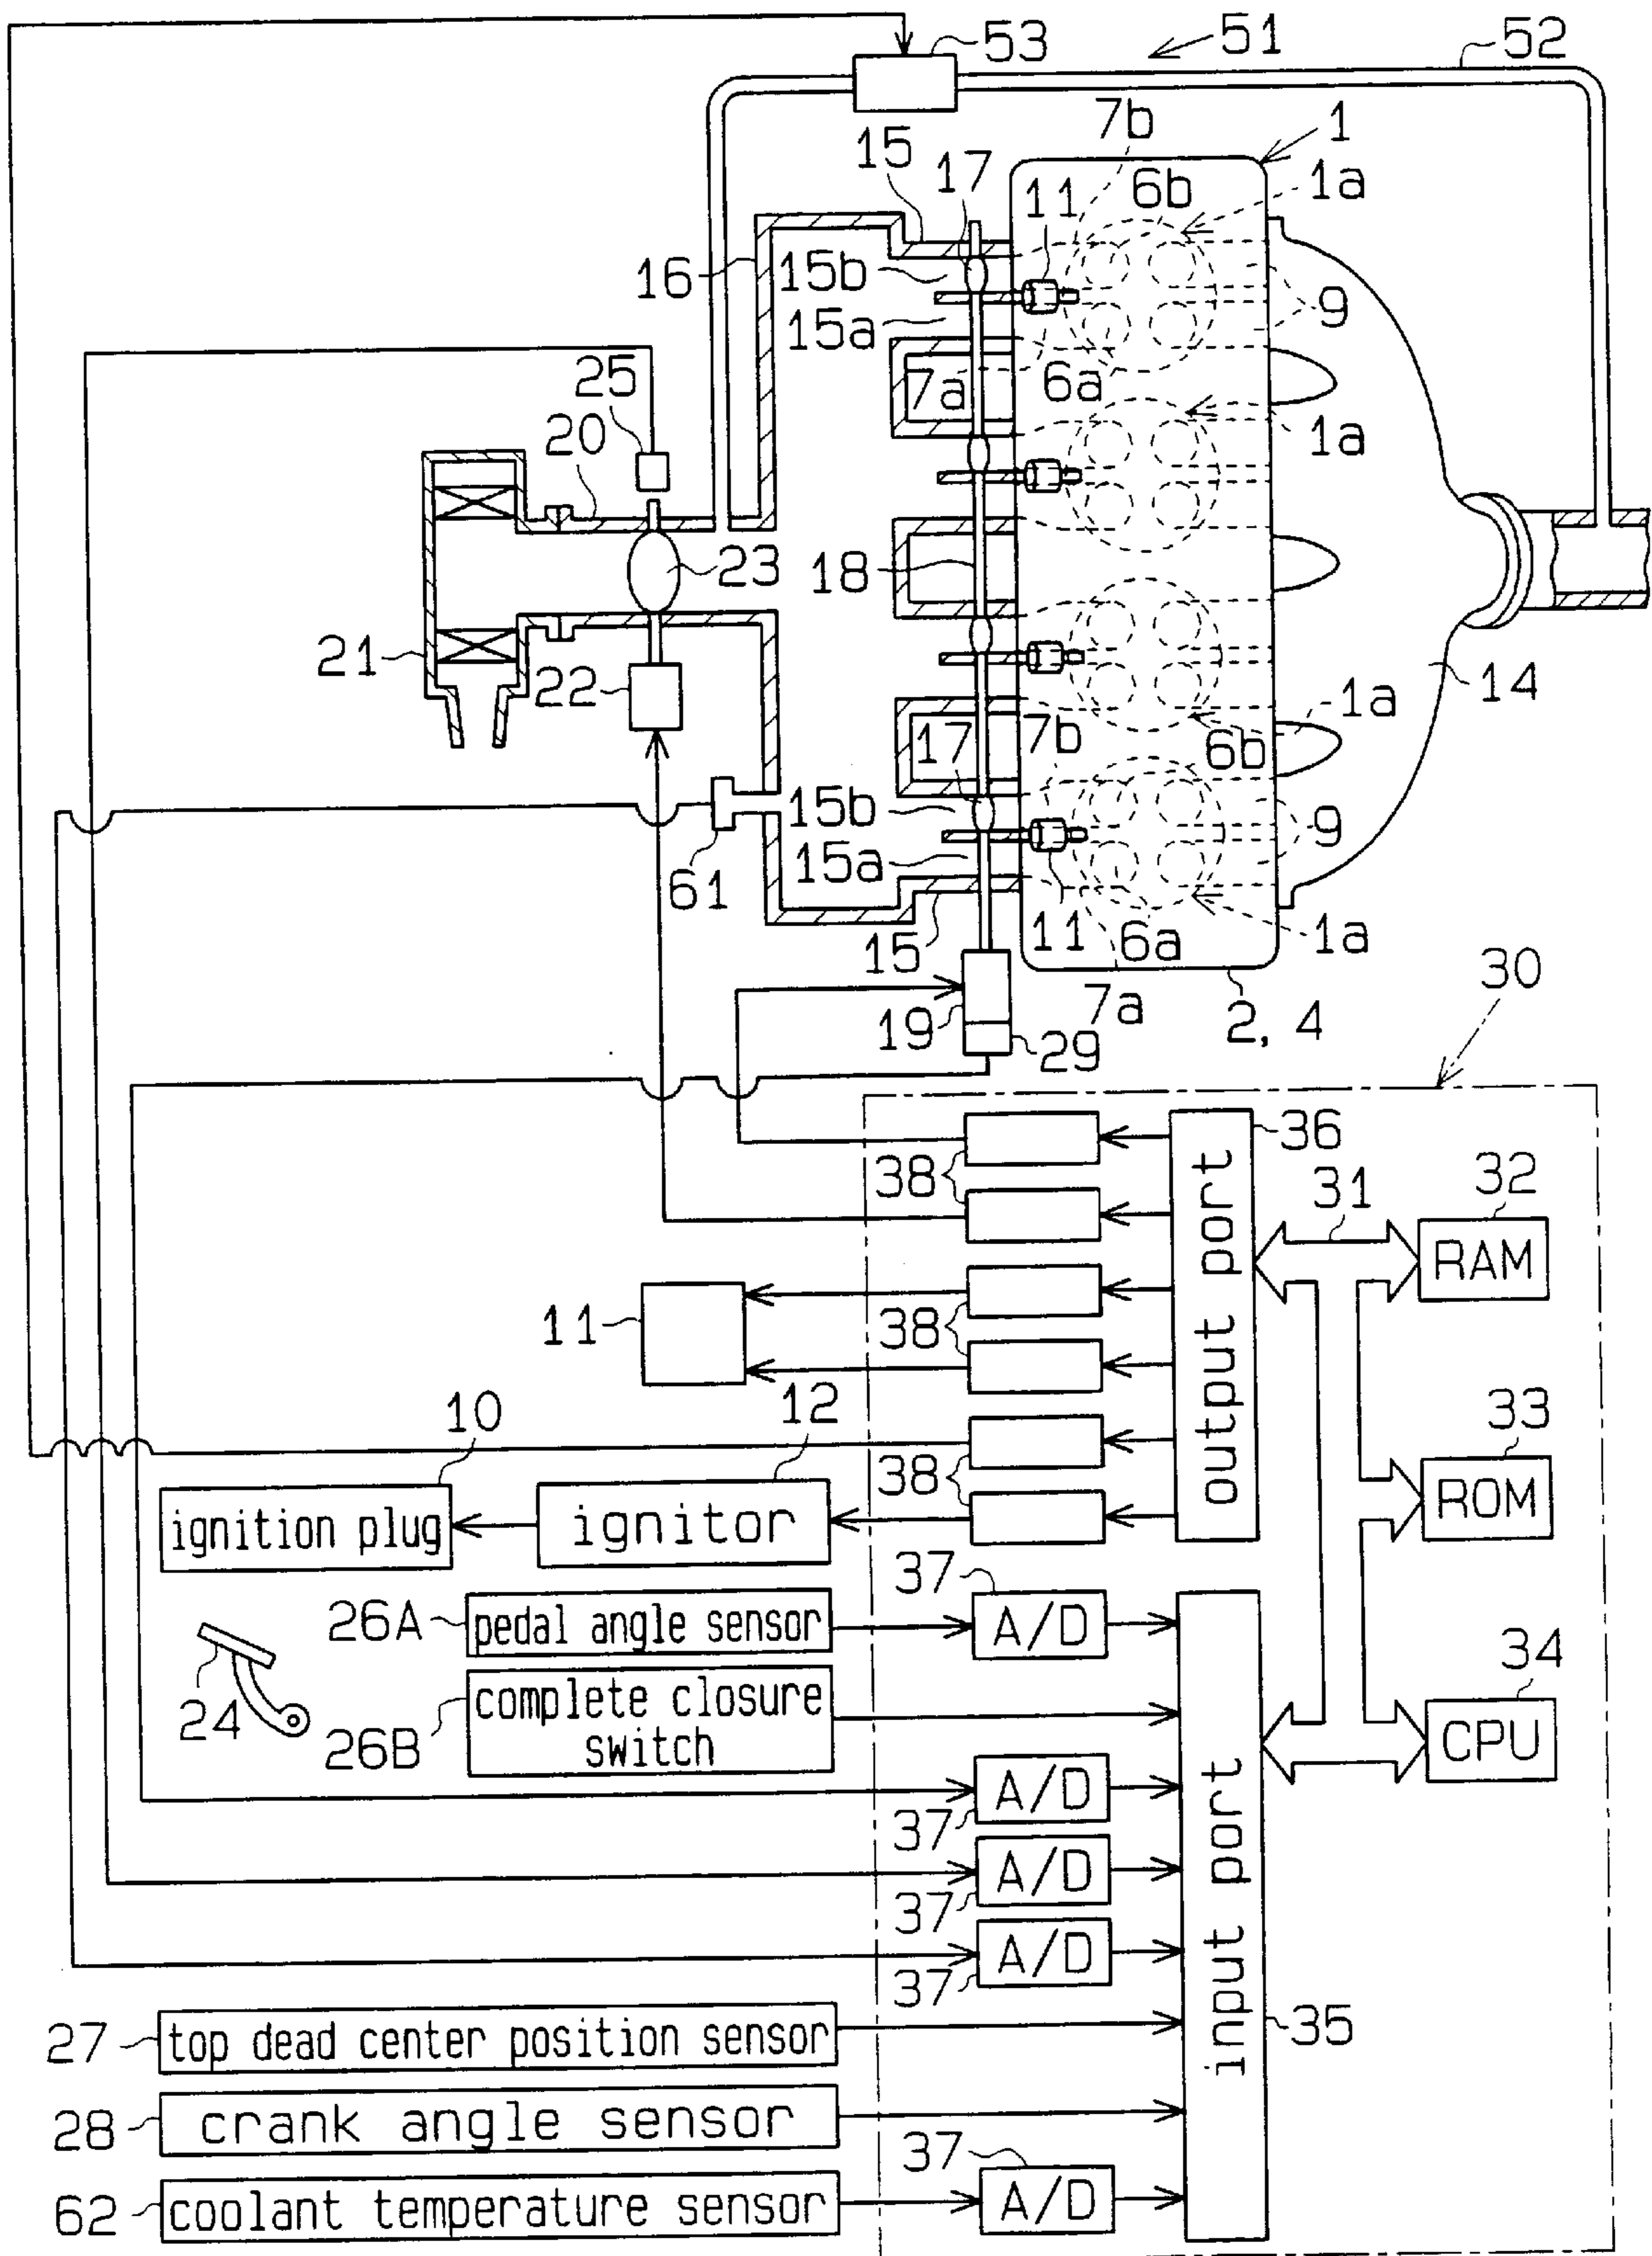 53
51
52
7b
1
15
17
11
6b
1a
16
15b
9
15a
25
7a
6a
20
1a
18
23
21
22
14
1a
17
7b
6b
15b
9
61
15a
15
11
6a
1a
30
19
7a
2, 4
29
36
38
31
32
RAM
output port
11
38
10
12
33
38
ROM
ignition plug
ignitor
37
26A
pedal angle sensor
A/D
34
24
complete closure
switch
CPU
26B
A/D
37
A/D
37
input port
A/D
37
27
top dead center position sensor
35
28
crank angle sensor
37
62
coolant temperature sensor
A/D